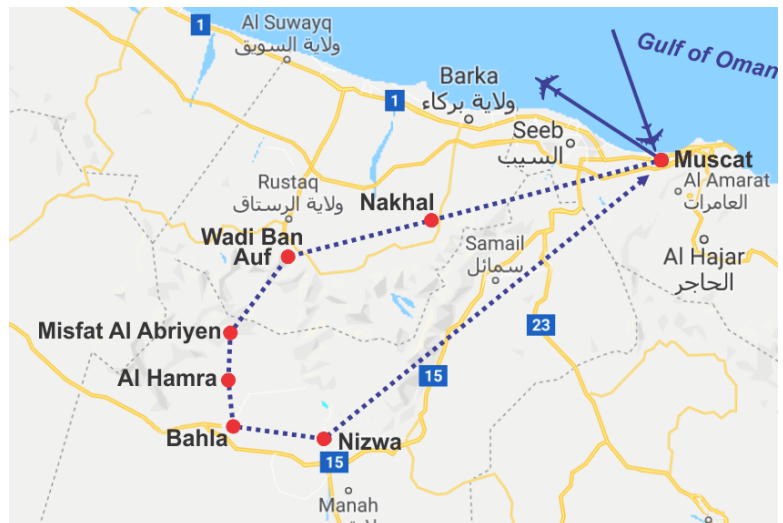 Al Suwayq
ولاية السويق
1
Gulf of Oman
Barka
ولاية بركاء
1
Seeb
السيب
Muscat
Al Amarat
العامرات
Rustaq
ولاية الرستاق
Nakhal
Wadi Ban
Auf
Samail
سمائل
Al Hajar
الحاجر
Misfat Al Abriyen
23
Al Hamra
15
Bahla
Nizwa
15
Manah